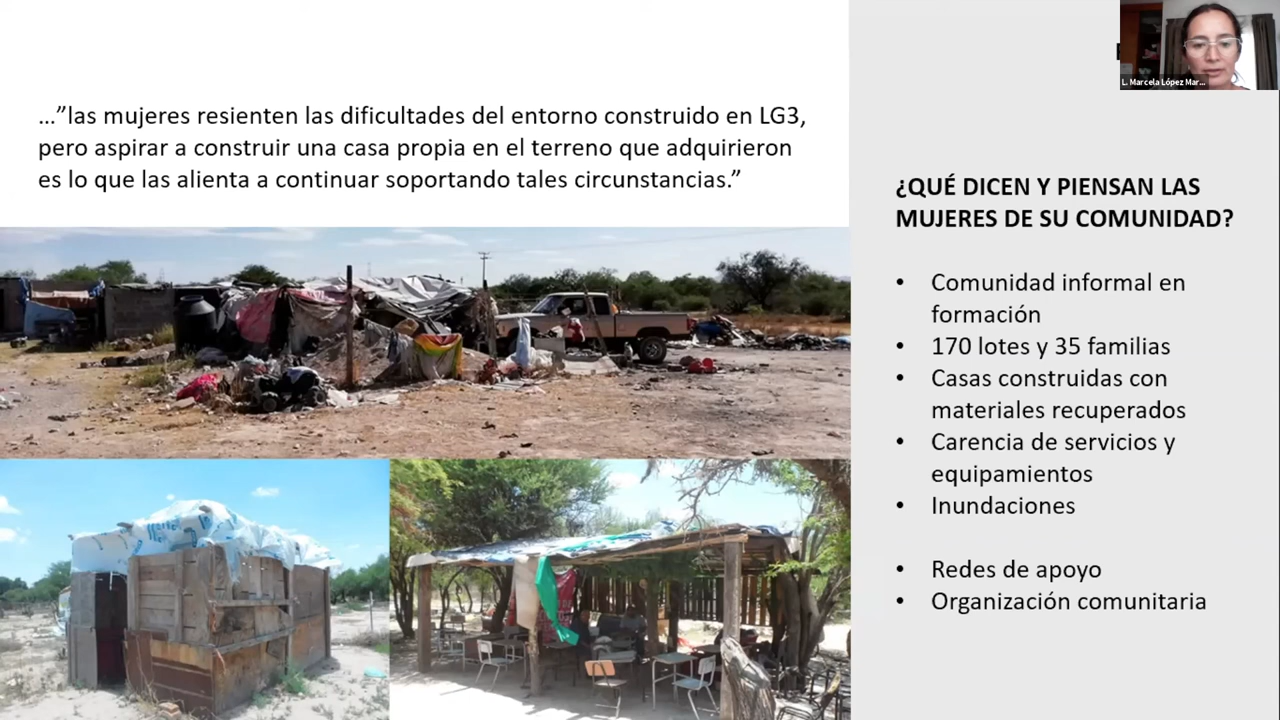 L. Marcela López Mar...
...”las mujeres resienten las dificultades del entorno construido en LG3,
pero aspirar a construir una casa propia en el terreno que adquirieron
es lo que las alienta a continuar soportando tales circunstancias.”
¿QUÉ DICEN Y PIENSAN LAS
MUJERES DE SU COMUNIDAD?
• Comunidad informal en
formación
• 170 lotes y 35 familias
• Casas construidas con
materiales recuperados
• Carencia de servicios y
equipamientos
• Inundaciones
• Redes de apoyo
• Organización comunitaria